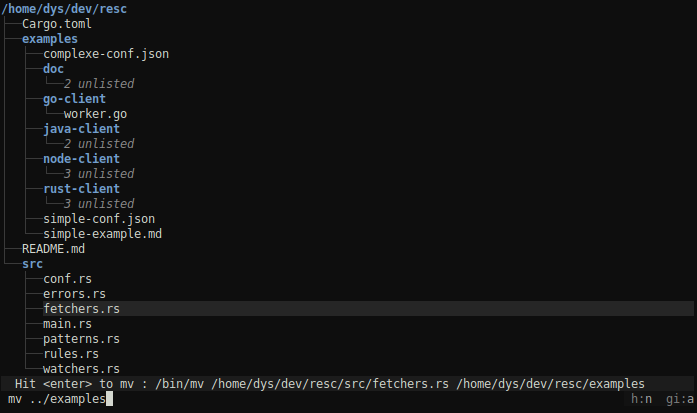 /home/dys/dev/resc
Cargo.toml
examples
complexe-conf.json
doc
2 unlisted
go-client
worker.go
java-client
2 unlisted
node-client
3 unlisted
rust-client
3 unlisted
simple-conf.json
simple-example.md
README.md
src
conf.rs
errors.rs
fetchers.rs
main.rs
patterns.rs
rules.rs
watchers.rs
Hit <enter> to mv : /bin/mv /home/dys/dev/resc/src/fetchers.rs /home/dys/dev/resc/examples
mv ../examples h:n gi:a